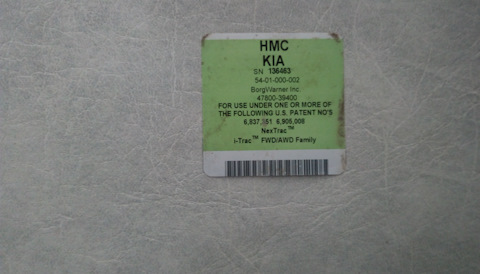 HMC
KIA
SN 136463
54-01-000-002
BorgWarner Inc.
47800-39400
FOR USE UNDER ONE OR MORE OF
THE FOLLOWING U.S. PATENT NO'S
6,837,351 6,905,008
NexTrac™
i-Trac™ FWD/AWD Family